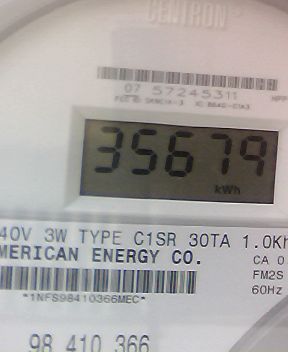 CENTRON
07 57245311
35679
kWh
40V 3W TYPE C1SR 30TA 1.0Kh
MERICAN ENERGY CO.
CA 0
FM2S
60Hz
*1NFS98410366MEC*
98 410 366